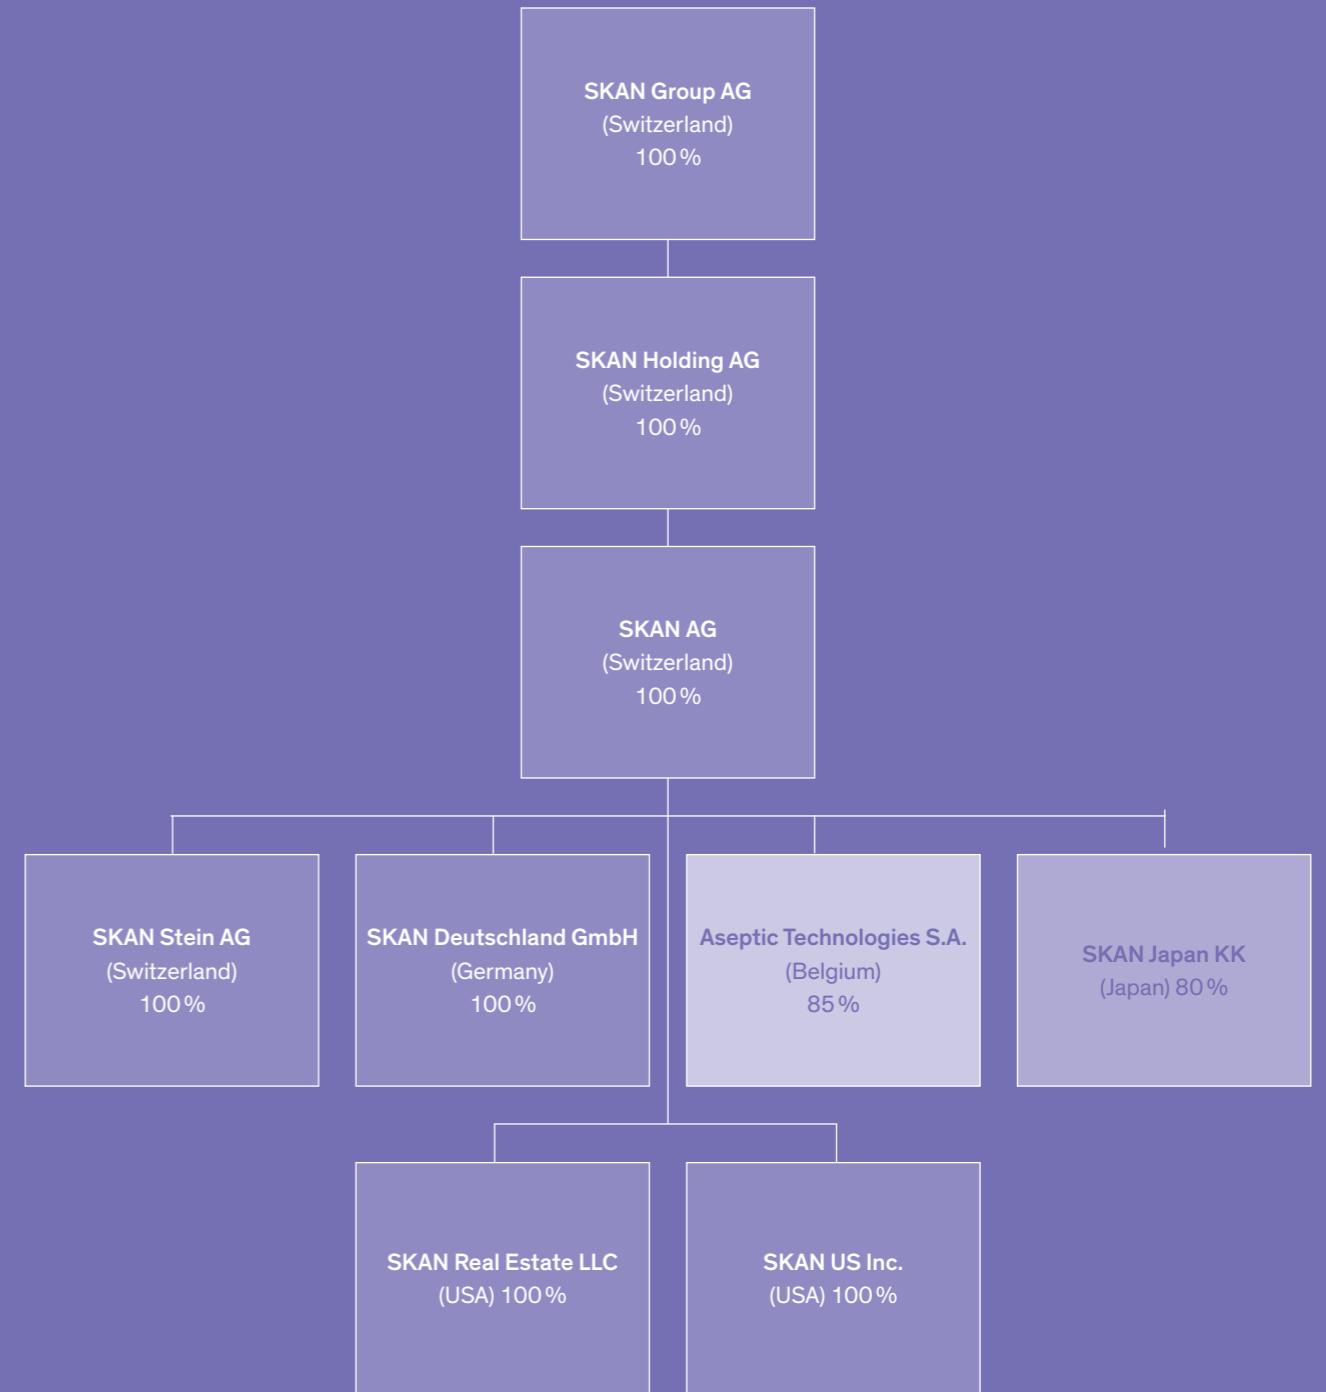 SKAN Group AG
(Switzerland)
100 %
SKAN Holding AG
(Switzerland)
100 %
SKAN AG
(Switzerland)
100 %
SKAN Stein AG
(Switzerland)
100 %
SKAN Deutschland GmbH
(Germany)
100 %
Aseptic Technologies S.A.
(Belgium)
85 %
SKAN Japan KK
(Japan) 80 %
SKAN Real Estate LLC
(USA) 100 %
SKAN US Inc.
(USA) 100 %